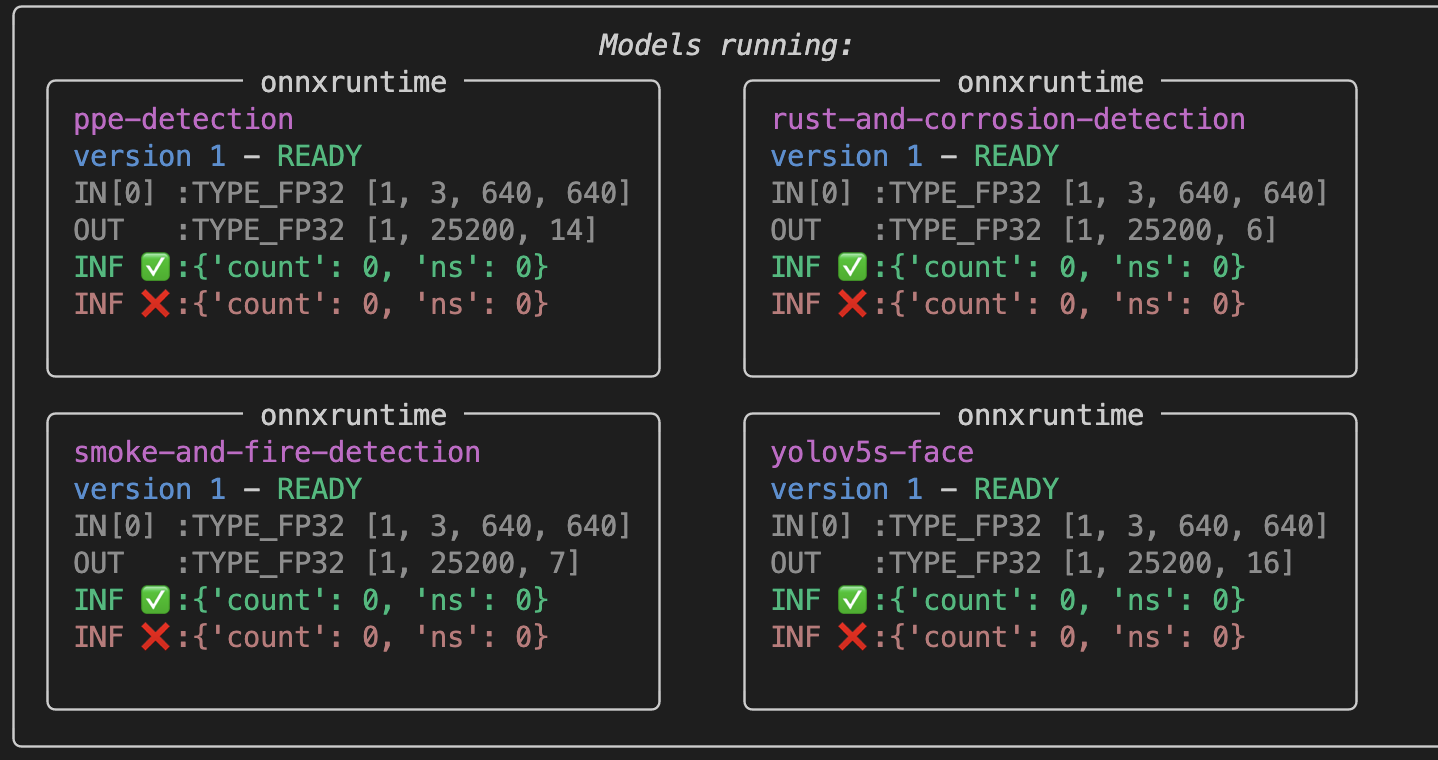 Models running:
onnxruntime
ppe-detection
version 1 – READY
IN[0] :TYPE_FP32 [1, 3, 640, 640]
OUT   :TYPE_FP32 [1, 25200, 14]
INF ✅:{'count': 0, 'ns': 0}
INF ❌:{'count': 0, 'ns': 0}
onnxruntime
rust-and-corrosion-detection
version 1 – READY
IN[0] :TYPE_FP32 [1, 3, 640, 640]
OUT   :TYPE_FP32 [1, 25200, 6]
INF ✅:{'count': 0, 'ns': 0}
INF ❌:{'count': 0, 'ns': 0}
onnxruntime
smoke-and-fire-detection
version 1 – READY
IN[0] :TYPE_FP32 [1, 3, 640, 640]
OUT   :TYPE_FP32 [1, 25200, 7]
INF ✅:{'count': 0, 'ns': 0}
INF ❌:{'count': 0, 'ns': 0}
onnxruntime
yolov5s-face
version 1 – READY
IN[0] :TYPE_FP32 [1, 3, 640, 640]
OUT   :TYPE_FP32 [1, 25200, 16]
INF ✅:{'count': 0, 'ns': 0}
INF ❌:{'count': 0, 'ns': 0}